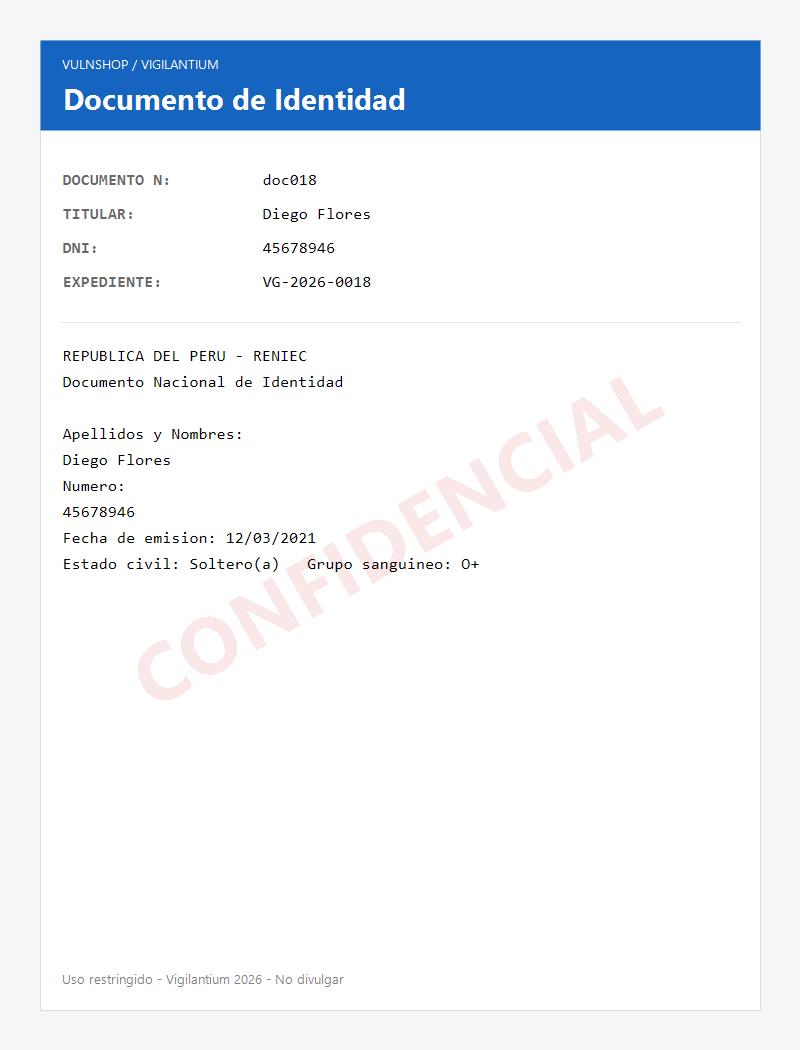 VULNSHOP / VIGILANTIUM
Documento de Identidad
DOCUMENTO N: doc018
TITULAR: Diego Flores
DNI: 45678946
EXPEDIENTE: VG-2026-0018
REPUBLICA DEL PERU - RENIEC
Documento Nacional de Identidad
Apellidos y Nombres:
Diego Flores
Numero:
45678946
Fecha de emision: 12/03/2021
Estado civil: Soltero(a) Grupo sanguineo: O+
CONFIDENCIAL
Uso restringido - Vigilantium 2026 - No divulgar